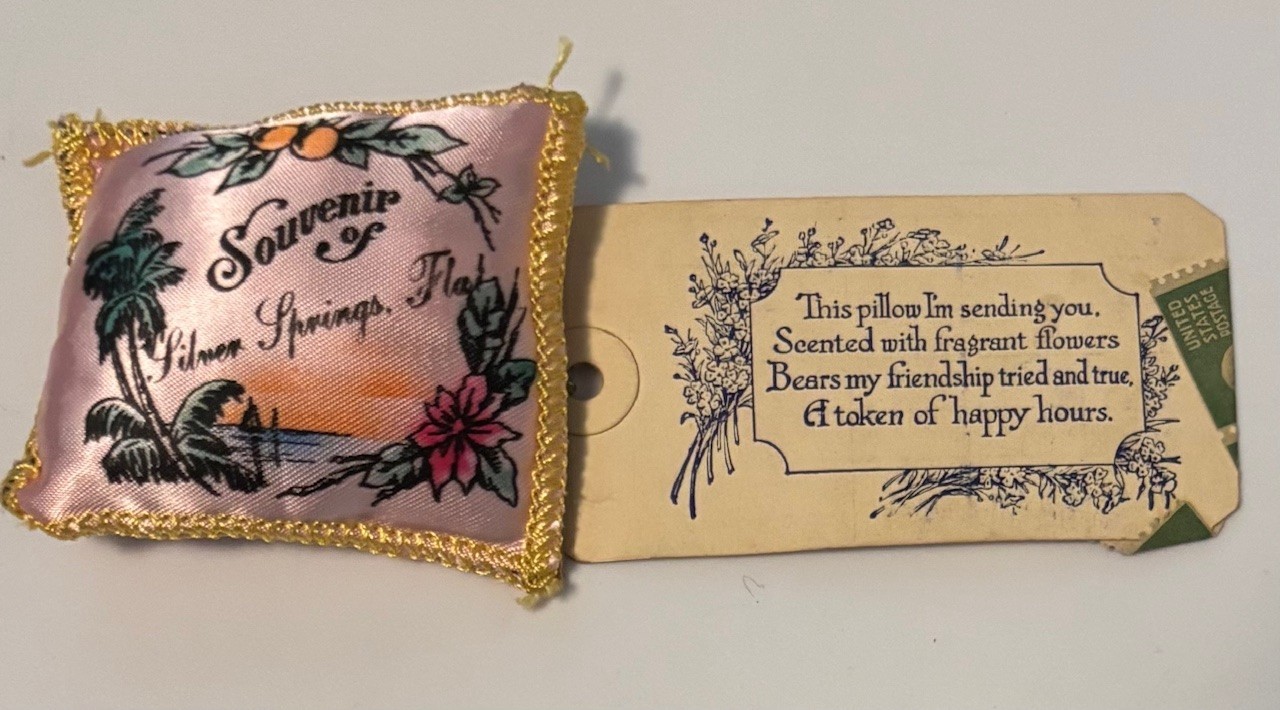 Souvenir
of
Silver Springs, Fla.
This pillow I'm sending you,
Scented with fragrant flowers
Bears my friendship tried and true,
A token of happy hours.
UNITED
STATES
POSTAGE